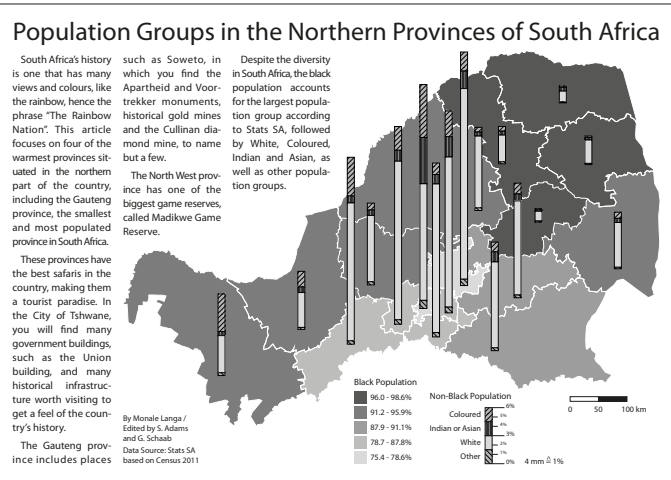 Population Groups in the Northern Provinces of South Africa
South Africa's history
is one that has many
views and colours, like
the rainbow, hence the
phrase "The Rainbow
Nation". This article
focuses on four of the
warmest provinces sit-
uated in the northern
part of the country,
including the Gauteng
province, the smallest
and most populated
province in South Africa.
These provinces have
the best safaris in the
country, making them
a tourist paradise. In
the City of Tshwane,
you will find many
government buildings,
such as the Union
building, and many
historical infrastruc-
ture worth visiting to
get a feel of the coun-
try's history.
The Gauteng prov-
ince includes places
such as Soweto, in
which you find the
Apartheid and Voor-
trekker monuments,
historical gold mines
and the Cullinan dia-
mond mine, to name
but a few.
The North West prov-
ince has one of the
biggest game reserves,
called Madikwe Game
Reserve.
Despite the diversity
in South Africa, the black
population accounts
for the largest popula-
tion group according
to Stats SA, followed
by White, Coloured,
Indian and Asian, as
well as other popula-
tion groups.
By Monale Langa /
Edited by S. Adams
and G. Schaab
Data Source: Stats SA
based on Census 2011
Black Population
96.0 - 98.6%
91.2 - 95.9%
87.9 - 91.1%
78.7 - 87.8%
75.4 - 78.6%
Non-Black Population
Coloured
Indian or Asian
White
Other
6%
5%
4%
3%
2%
1%
0%
4 mm ≙ 1%
0 50 100 km